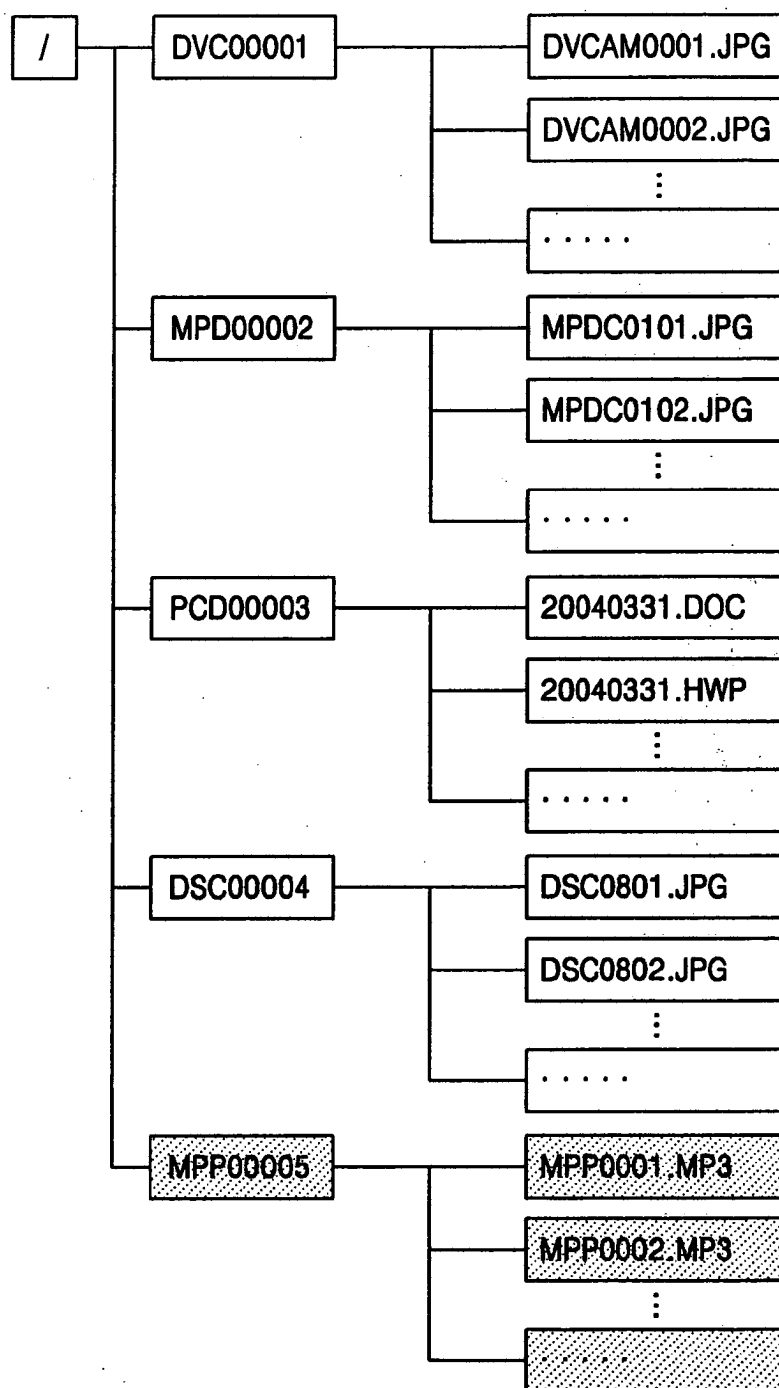 /
DVC00001
DVCAM0001.JPG
DVCAM0002.JPG
⋮
· · · · ·
MPD00002
MPDC0101.JPG
MPDC0102.JPG
⋮
· · · · ·
PCD00003
20040331.DOC
20040331.HWP
⋮
· · · · ·
DSC00004
DSC0801.JPG
DSC0802.JPG
⋮
· · · · ·
MPP00005
MPP0001.MP3
MPP0002.MP3
⋮
· · · · ·